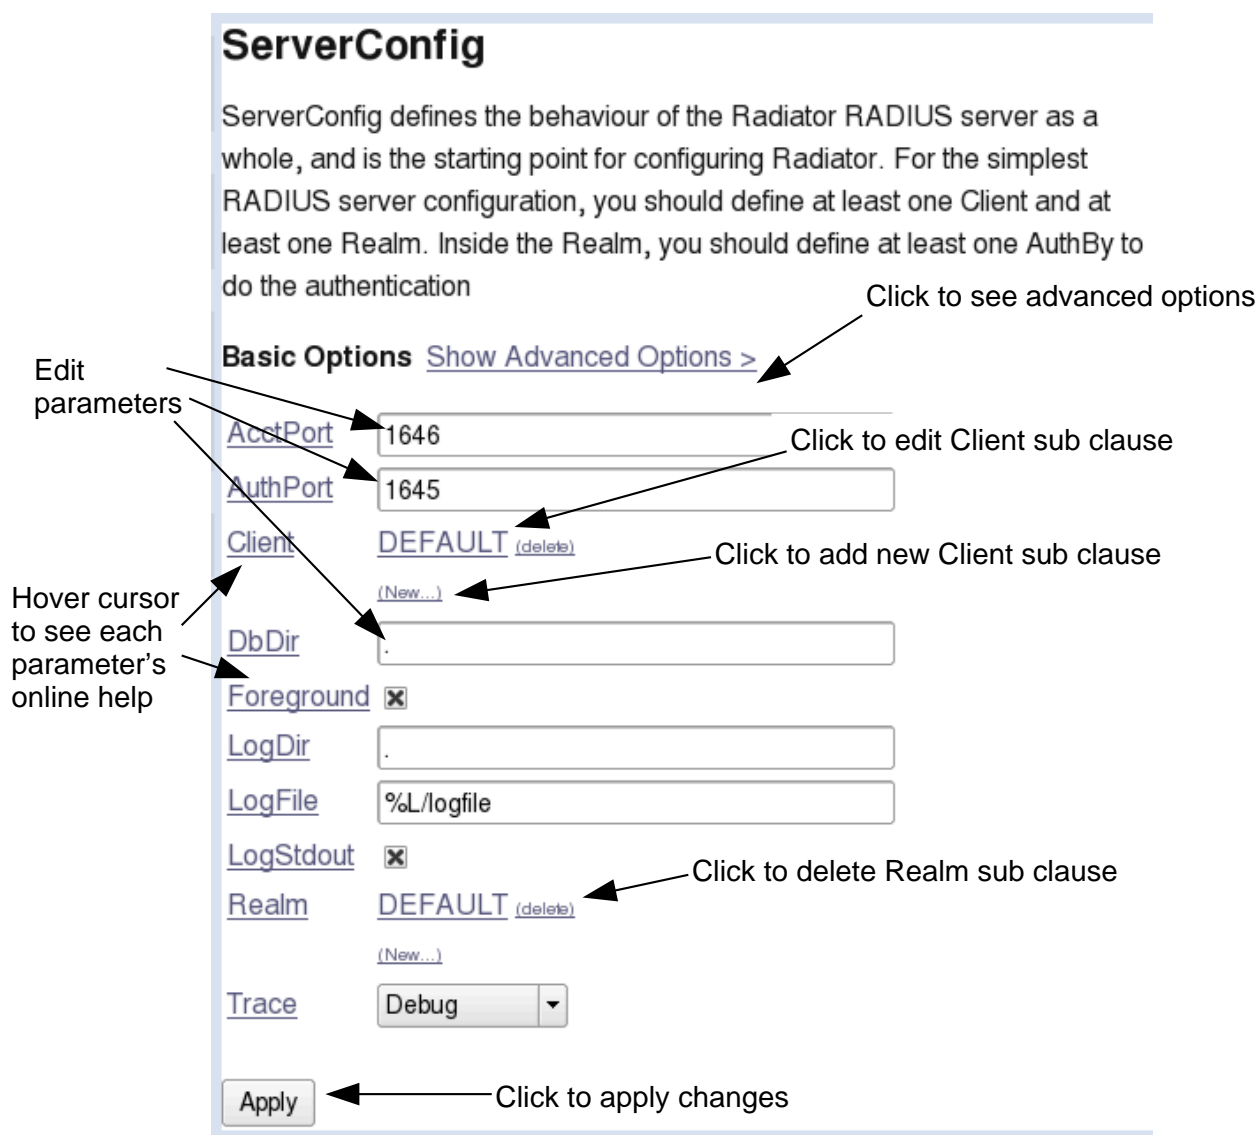 ServerConfig
ServerConfig defines the behaviour of the Radiator RADIUS server as a
whole, and is the starting point for configuring Radiator. For the simplest
RADIUS server configuration, you should define at least one Client and at
least one Realm. Inside the Realm, you should define at least one AuthBy to
do the authentication
Click to see advanced options
Basic Options Show Advanced Options >
Edit
parameters
AcctPort 1646
Click to edit Client sub clause
AuthPort 1645
Client DEFAULT (delete)
Click to add new Client sub clause
(New...)
Hover cursor
to see each
parameter's
online help
DbDir .
Foreground
LogDir .
LogFile %L/logfile
LogStdout
Click to delete Realm sub clause
Realm DEFAULT (delete)
(New...)
Trace Debug
Apply
Click to apply changes